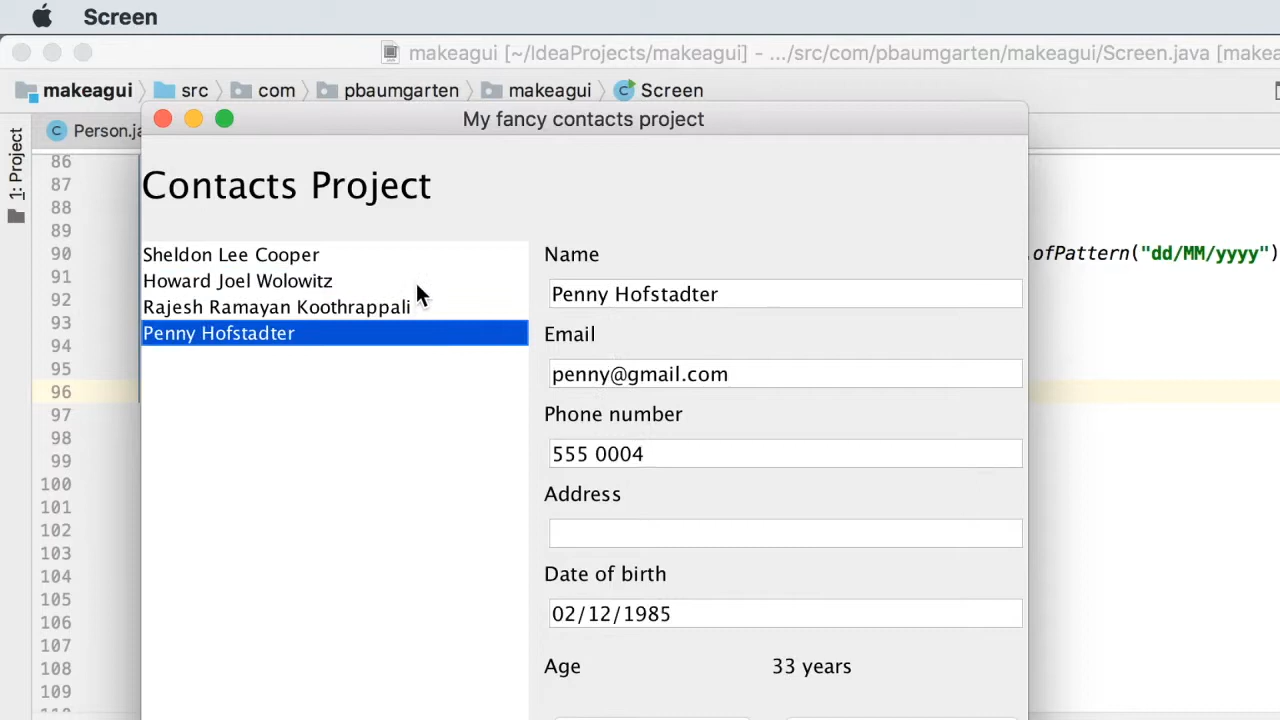 Screen
makeagui [~/IdeaProjects/makeagui] - .../src/com/pbaumgarten/makeagui/Screen.java [makea
makeagui src com pbaumgarten makeagui Screen
My fancy contacts project
1: Project
Person.ja
86
87
88
89
90 .ofPattern("dd/MM/yyyy")
91
92
93
94
95
96
97
98
99
100
101
102
103
104
105
106
107
108
109
Contacts Project
Sheldon Lee Cooper
Howard Joel Wolowitz
Rajesh Ramayan Koothrappali
Penny Hofstadter
Name
Penny Hofstadter
Email
penny@gmail.com
Phone number
555 0004
Address
Date of birth
02/12/1985
Age 33 years